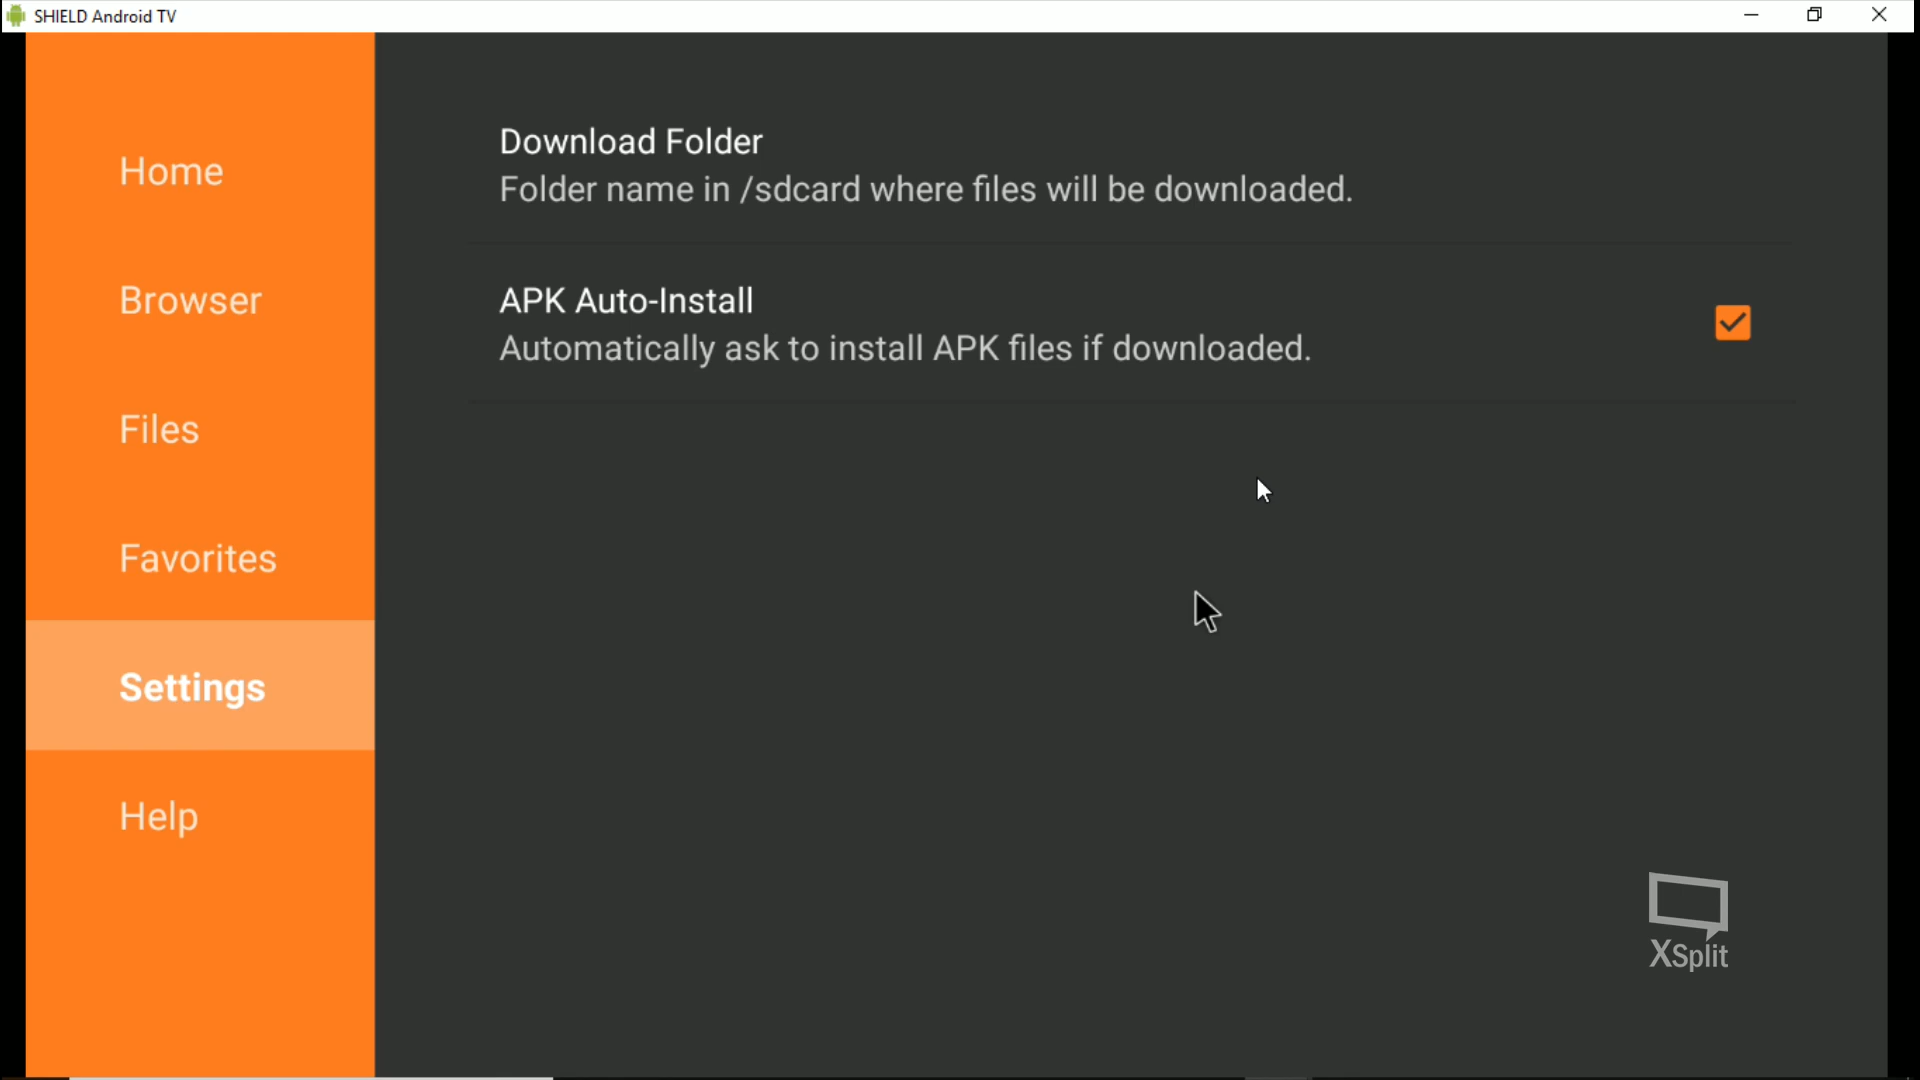 SHIELD Android TV
Home
Browser
Files
Favorites
Settings
Help
Download Folder
Folder name in /sdcard where files will be downloaded.
APK Auto-Install
Automatically ask to install APK files if downloaded.
XSplit